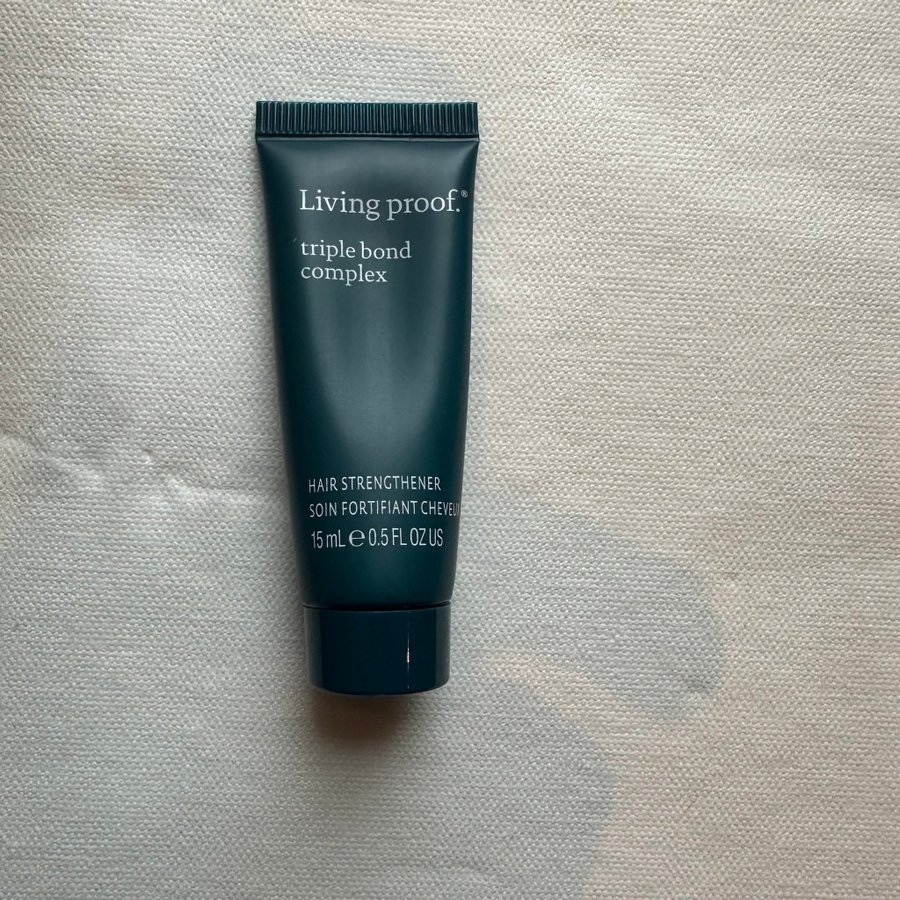 Living proof.®
triple bond
complex
HAIR STRENGTHENER
SOIN FORTIFIANT CHEVEUX
15 mL ℮ 0.5 FL OZ US